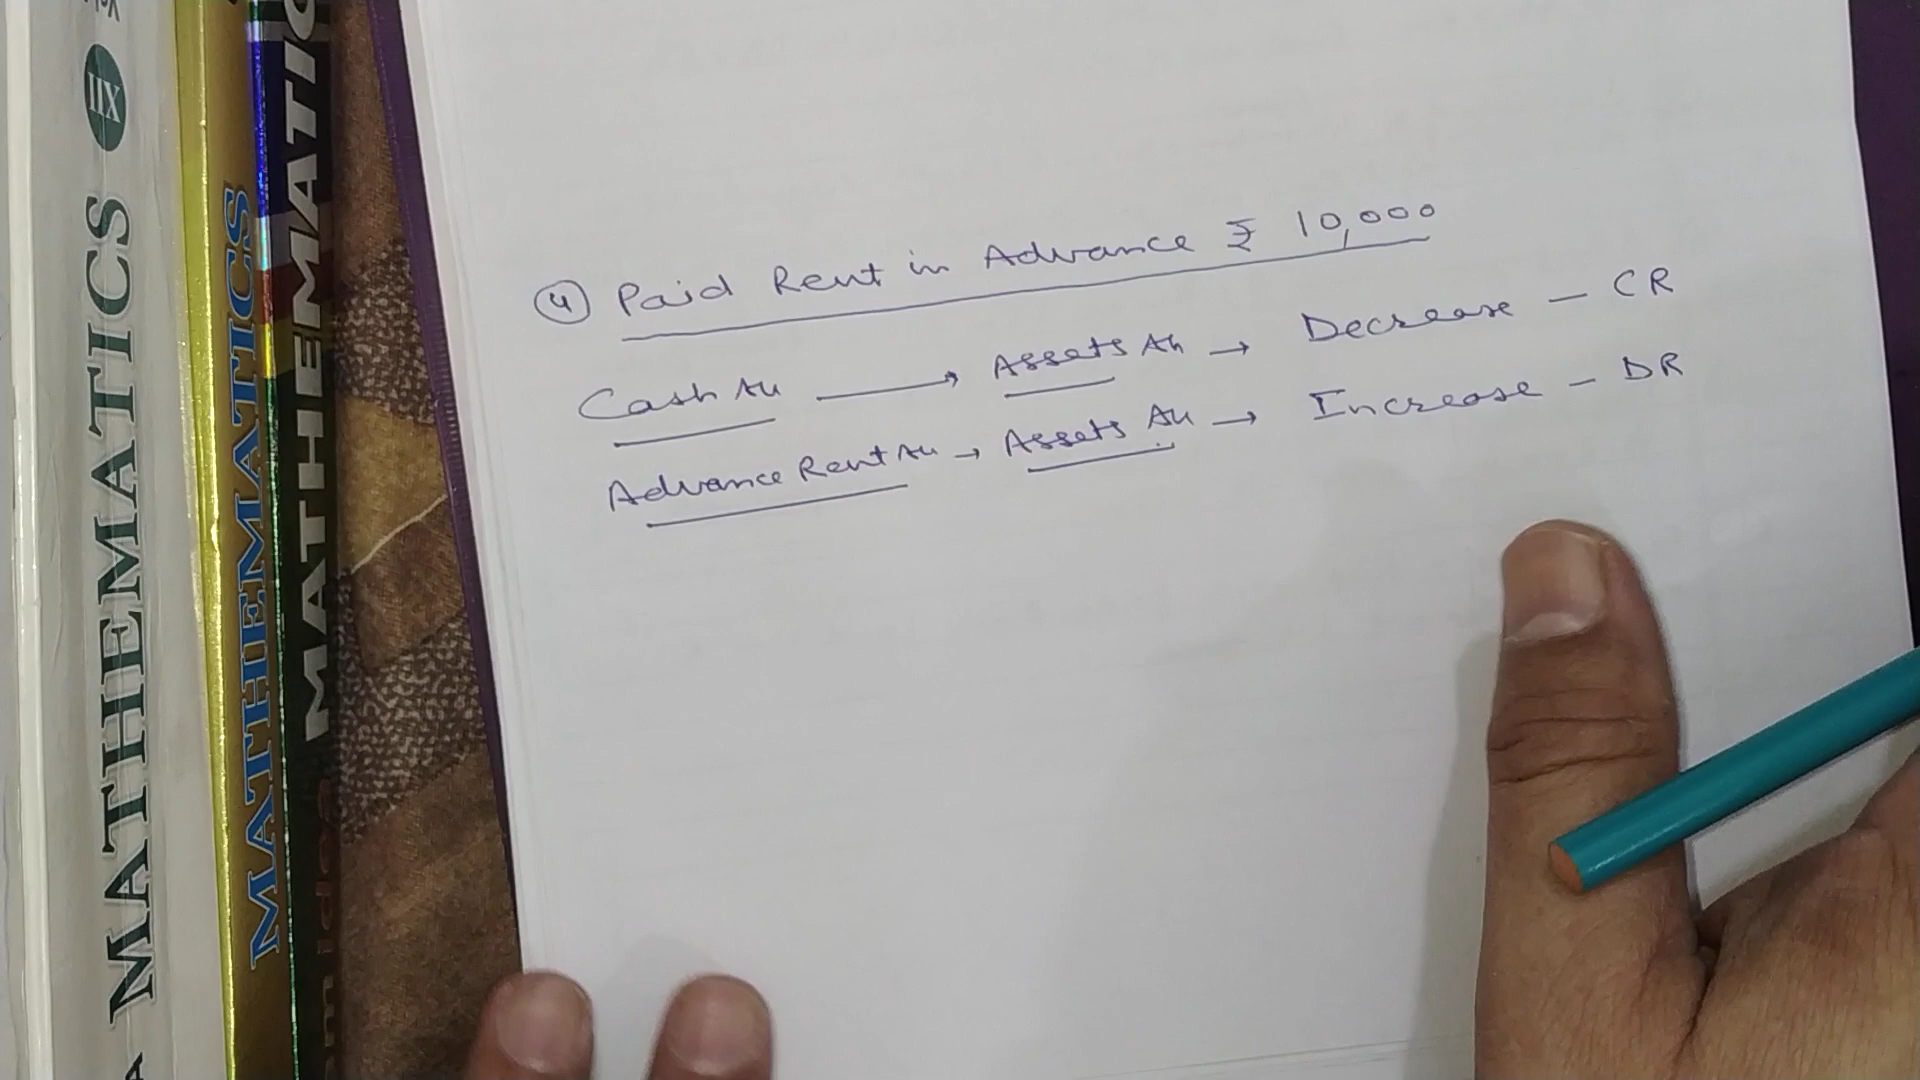 ④ Paid Rent in Advance ₹ 10,000
Cash A/c → Assets A/c → Decrease - CR
Advance Rent A/c → Assets A/c → Increase - DR
MATHEMATICS XII
MATHEMATICS
MATHEMATIC